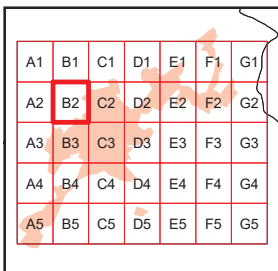 A1 B1 C1 D1 E1 F1 G1
A2 B2 C2 D2 E2 F2 G2
A3 B3 C3 D3 E3 F3 G3
A4 B4 C4 D4 E4 F4 G4
A5 B5 C5 D5 E5 F5 G5